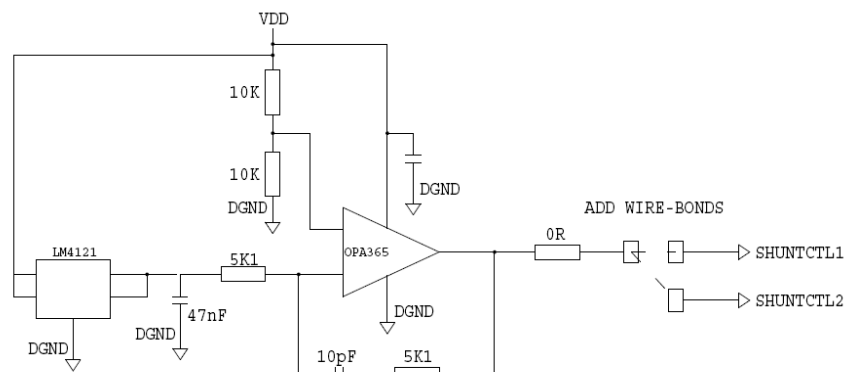 VDD
10K
10K
DGND
DGND
ADD WIRE-BONDS
LM4121
5K1
OPA365
0R
SHUNTCTL1
47nF
DGND
DGND
DGND
SHUNTCTL2
10pF
5K1